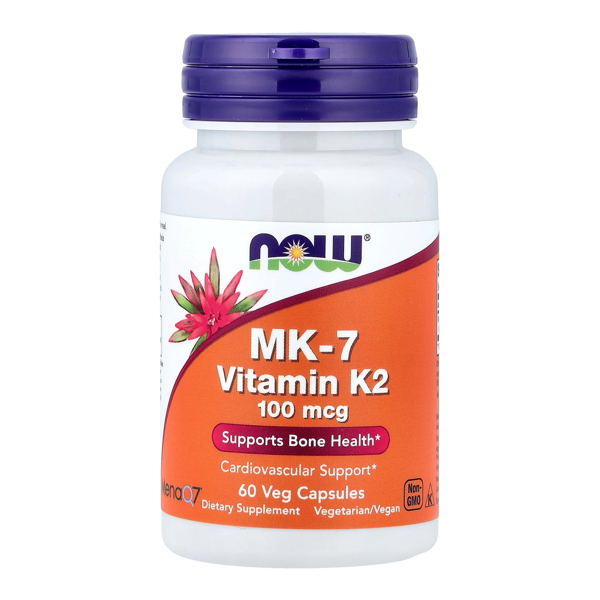 NOW®
MK-7
Vitamin K2
100 mcg
Supports Bone Health*
Cardiovascular Support*
60 Veg Capsules
Dietary Supplement Vegetarian/Vegan
Non-
GMO
K
enaQ7